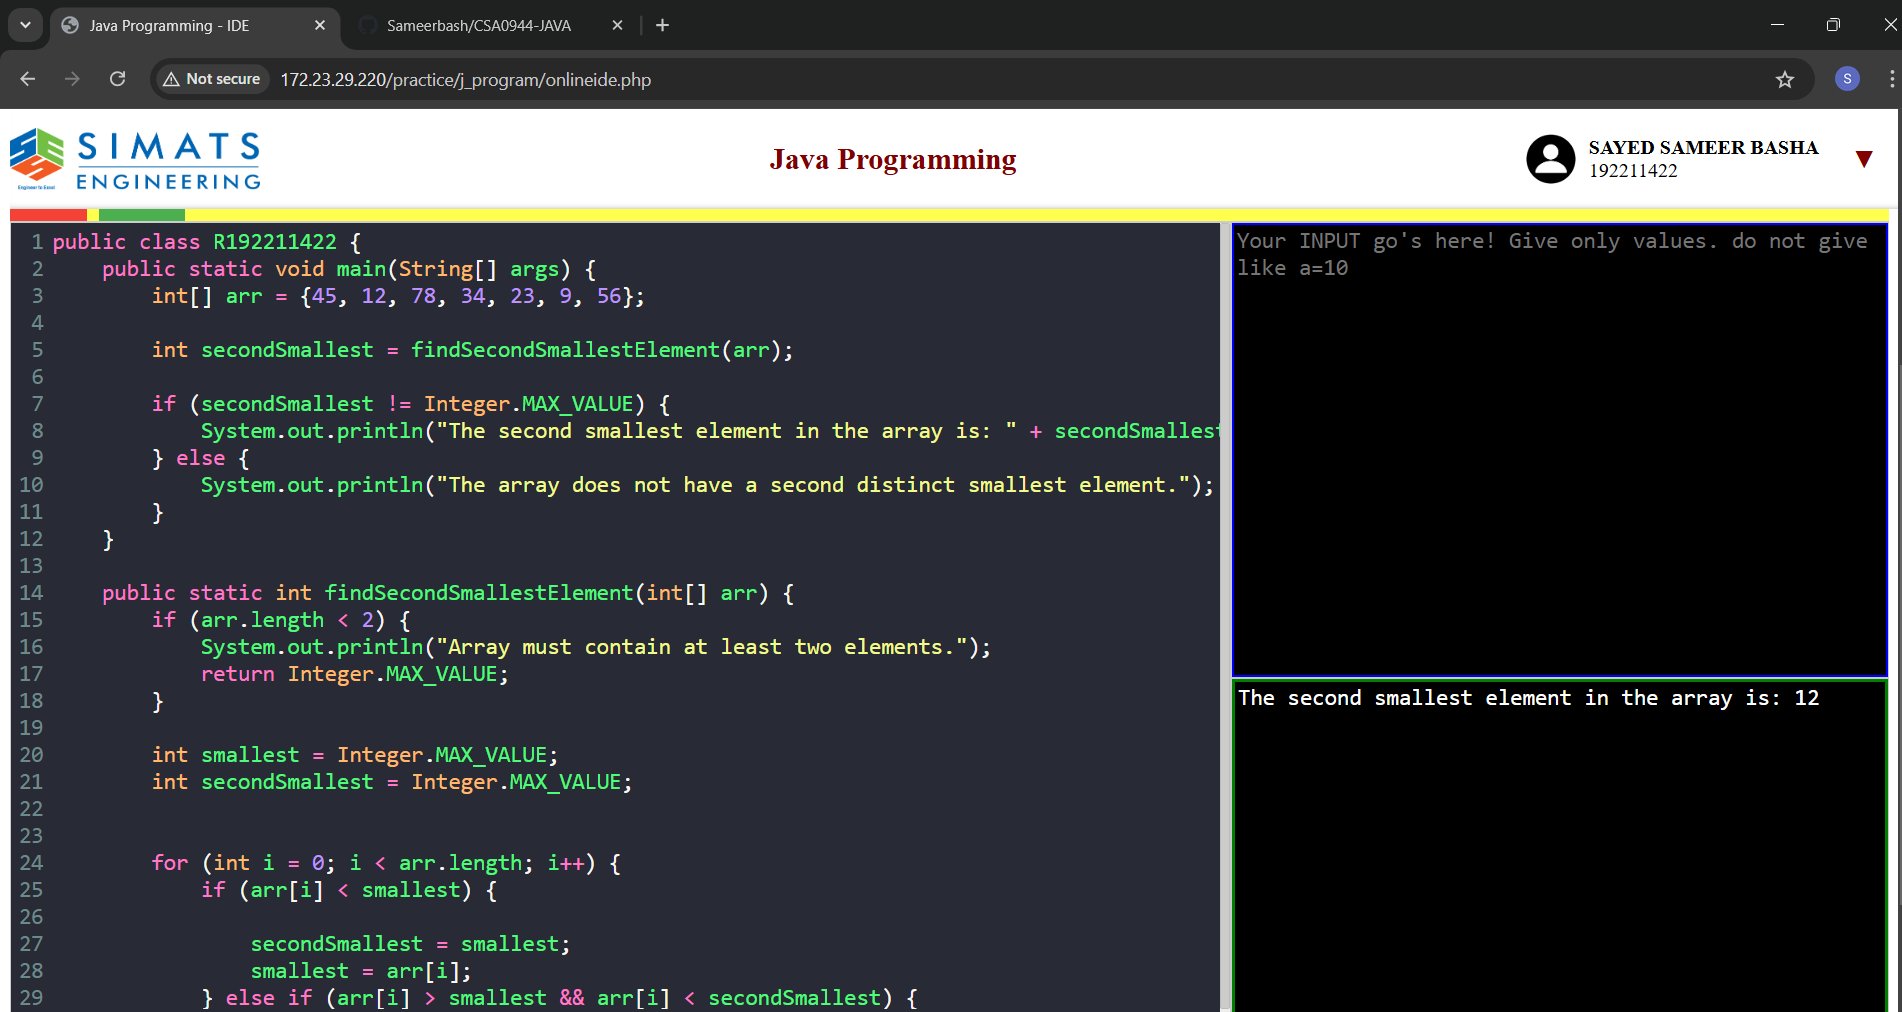 Java Programming - IDE
Sameerbash/CSA0944-JAVA
Not secure
172.23.29.220/practice/j_program/onlineide.php
S
SIMATS
ENGINEERING
Engineer to Excel
Java Programming
SAYED SAMEER BASHA
192211422
1 public class R192211422 {
2     public static void main(String[] args) {
3         int[] arr = {45, 12, 78, 34, 23, 9, 56};
4
5         int secondSmallest = findSecondSmallestElement(arr);
6
7         if (secondSmallest != Integer.MAX_VALUE) {
8             System.out.println("The second smallest element in the array is: " + secondSmallest
9         } else {
10             System.out.println("The array does not have a second distinct smallest element.");
11         }
12     }
13
14     public static int findSecondSmallestElement(int[] arr) {
15         if (arr.length < 2) {
16             System.out.println("Array must contain at least two elements.");
17             return Integer.MAX_VALUE;
18         }
19
20         int smallest = Integer.MAX_VALUE;
21         int secondSmallest = Integer.MAX_VALUE;
22
23
24         for (int i = 0; i < arr.length; i++) {
25             if (arr[i] < smallest) {
26
27                 secondSmallest = smallest;
28                 smallest = arr[i];
29             } else if (arr[i] > smallest && arr[i] < secondSmallest) {
Your INPUT go's here! Give only values. do not give
like a=10
The second smallest element in the array is: 12